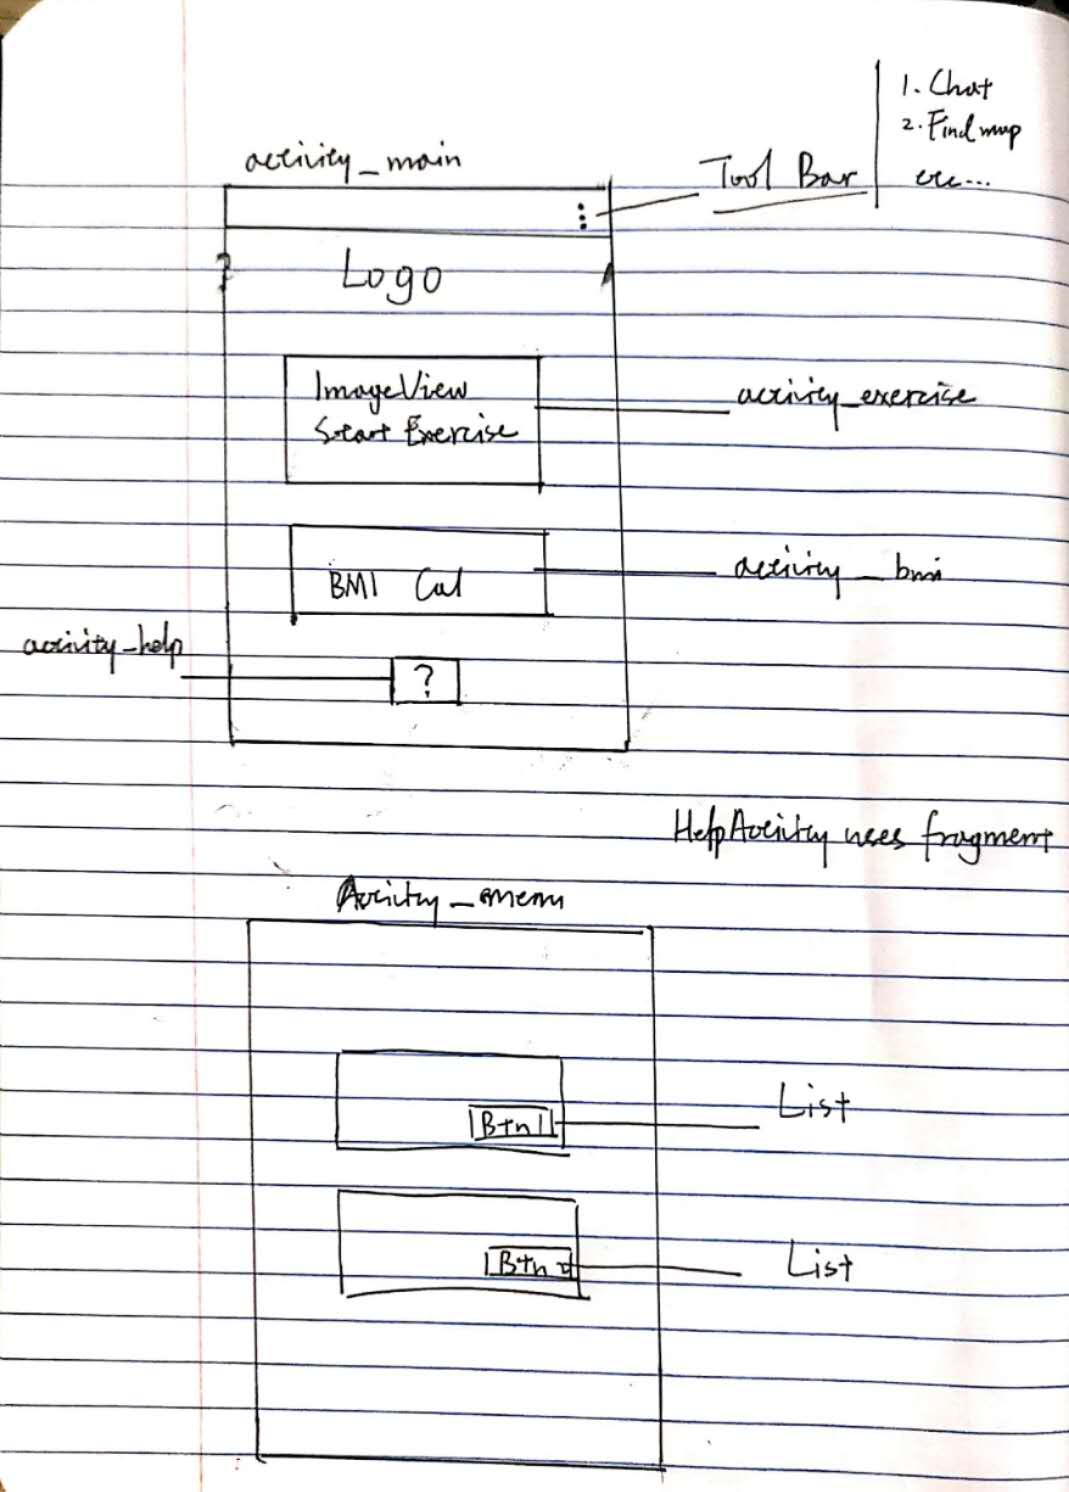 1. Chat
2. Find map
etc...
activity_main
Tool Bar
Logo
ImageView
Start Exercise
activity_exercise
BMI Cal
activity_bmi
activity_help
?
HelpActivity uses fragment
Activity_menu
Btn1
List
Btn2
List